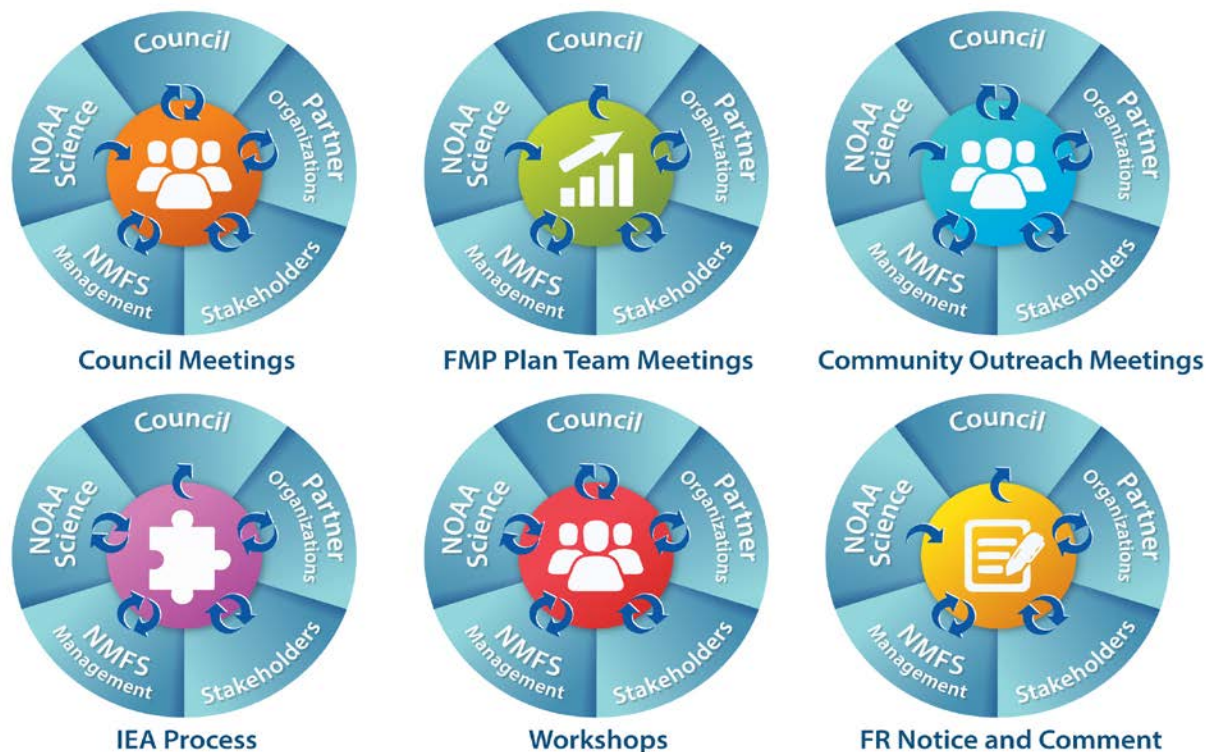 Council
Partner
Organizations
Stakeholders
NMFS
Management
NOAA
Science
Council Meetings
Council
Partner
Organizations
Stakeholders
NMFS
Management
NOAA
Science
FMP Plan Team Meetings
Council
Partner
Organizations
Stakeholders
NMFS
Management
NOAA
Science
Community Outreach Meetings
Council
Partner
Organizations
Stakeholders
NMFS
Management
NOAA
Science
IEA Process
Council
Partner
Organizations
Stakeholders
NMFS
Management
NOAA
Science
Workshops
Council
Partner
Organizations
Stakeholders
NMFS
Management
NOAA
Science
FR Notice and Comment